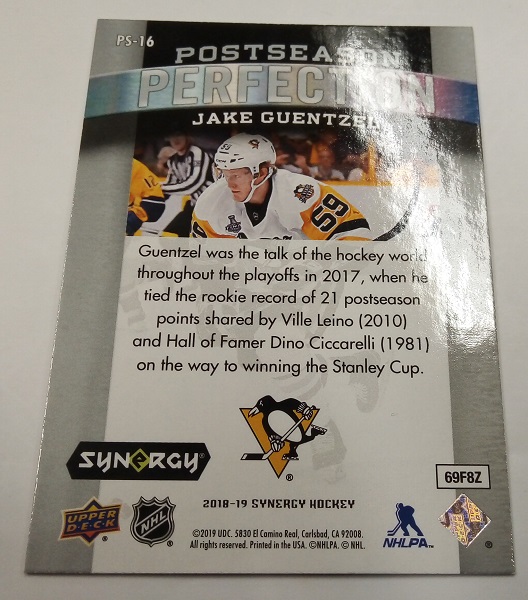 PS-16
POSTSEASON
PERFECTION
JAKE GUENTZEL
59
59
Guentzel was the talk of the hockey world
throughout the playoffs in 2017, when he
tied the rookie record of 21 postseason
points shared by Ville Leino (2010)
and Hall of Famer Dino Ciccarelli (1981)
on the way to winning the Stanley Cup.
®
SYNERGY®
69F8Z
2018-19 SYNERGY HOCKEY
UPPER
DECK
®
NHL
®
NHLPA™
®
©2019 UDC. 5830 El Camino Real, Carlsbad, CA 92008.
All rights reserved. Printed in the USA. ©NHLPA. © NHL.